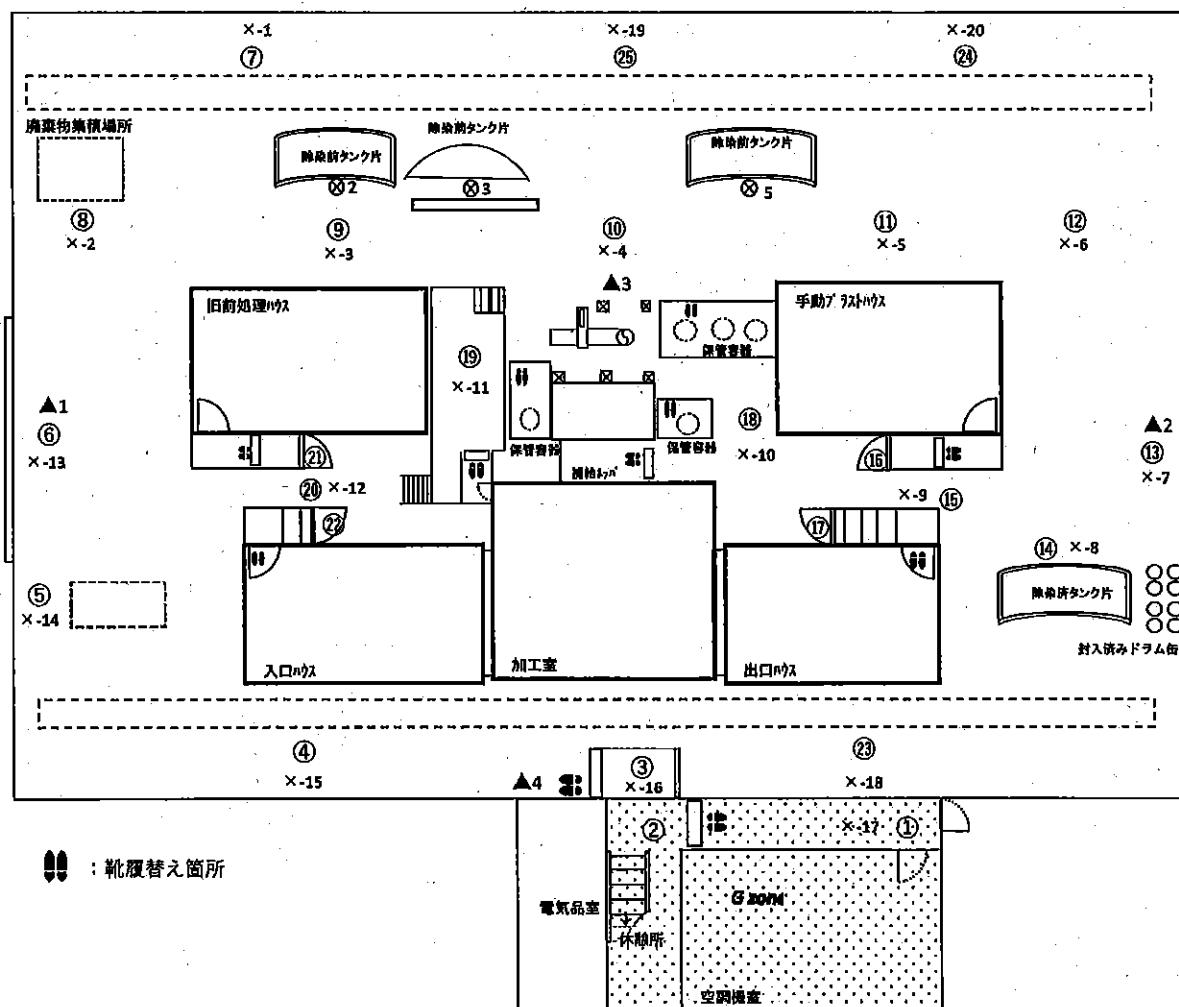 ×-1
×-19
×-20
⑦
㉕
㉔
廃棄物集積場所
除染前タンク片
除染前タンク片
除染前タンク片
⊗2
⊗3
⊗5
⑧
×-2
⑨
×-3
⑩
×-4
⑪
×-5
⑫
×-6
▲3
旧前処理ハウス
手動ブラストハウス
保管容器
⑲
×-11
▲1
⑥
×-13
▲2
⑬
×-7
⑱
×-10
保管容器
保管容器
㉑
⑯
⑳
×-12
×-9
⑮
㉒
⑰
⑭
×-8
⑤
×-14
除染済タンク片
封入済みドラム缶
入口ハウス
加工室
出口ハウス
④
×-15
③
×-16
㉓
×-18
▲4
②
×-17
①
:靴履替え箇所
電気品室
G zone
休憩所
空調機室